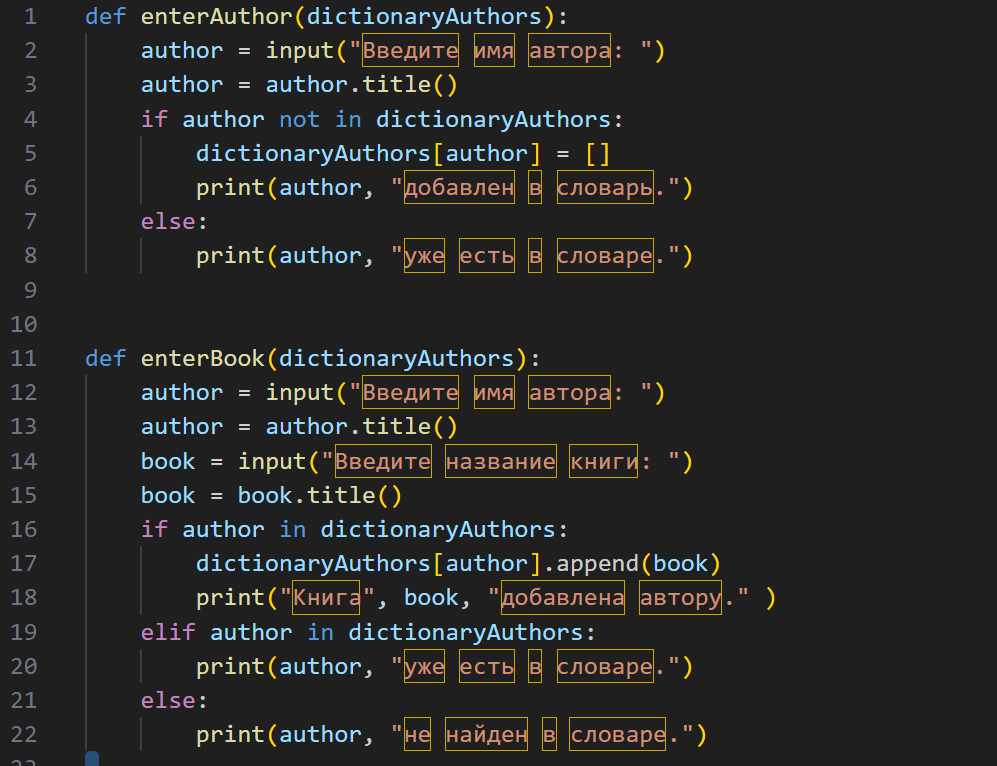 1 def enterAuthor(dictionaryAuthors):
2     author = input("Введите имя автора: ")
3     author = author.title()
4     if author not in dictionaryAuthors:
5         dictionaryAuthors[author] = []
6         print(author, "добавлен в словарь.")
7     else:
8         print(author, "уже есть в словаре.")
9
10
11 def enterBook(dictionaryAuthors):
12     author = input("Введите имя автора: ")
13     author = author.title()
14     book = input("Введите название книги: ")
15     book = book.title()
16     if author in dictionaryAuthors:
17         dictionaryAuthors[author].append(book)
18         print("Книга", book, "добавлена автору." )
19     elif author in dictionaryAuthors:
20         print(author, "уже есть в словаре.")
21     else:
22         print(author, "не найден в словаре.")
23